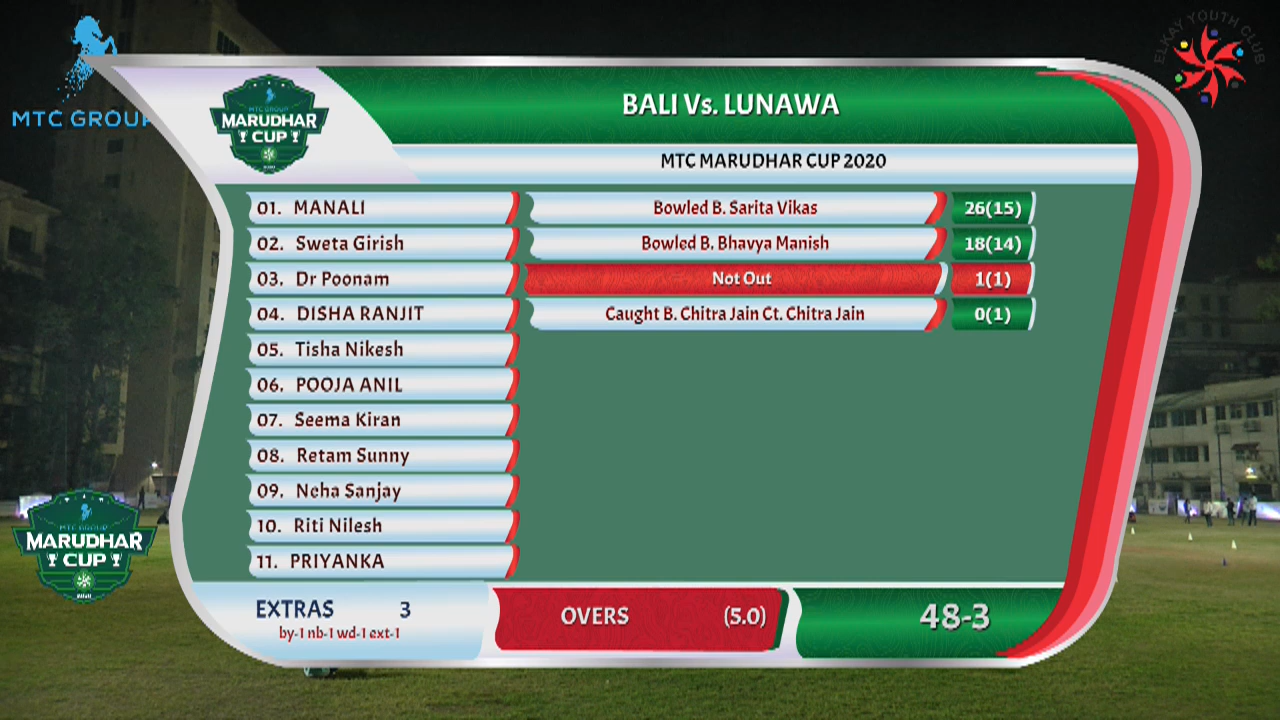 MTC GROUP
ELKAY YOUTH CLUB
MTC GROUP
MARUDHAR
CUP
BALI Vs. LUNAWA
MTC MARUDHAR CUP 2020
01. MANALI Bowled B. Sarita Vikas 26(15)
02. Sweta Girish Bowled B. Bhavya Manish 18(14)
03. Dr Poonam Not Out 1(1)
04. DISHA RANJIT Caught B. Chitra Jain Ct. Chitra Jain 0(1)
05. Tisha Nikesh
06. POOJA ANIL
07. Seema Kiran
08. Retam Sunny
09. Neha Sanjay
10. Riti Nilesh
11. PRIYANKA
MTC GROUP
MARUDHAR
CUP
EXTRAS 3 OVERS (5.0) 48-3
by-1 nb-1 wd-1 ext-1